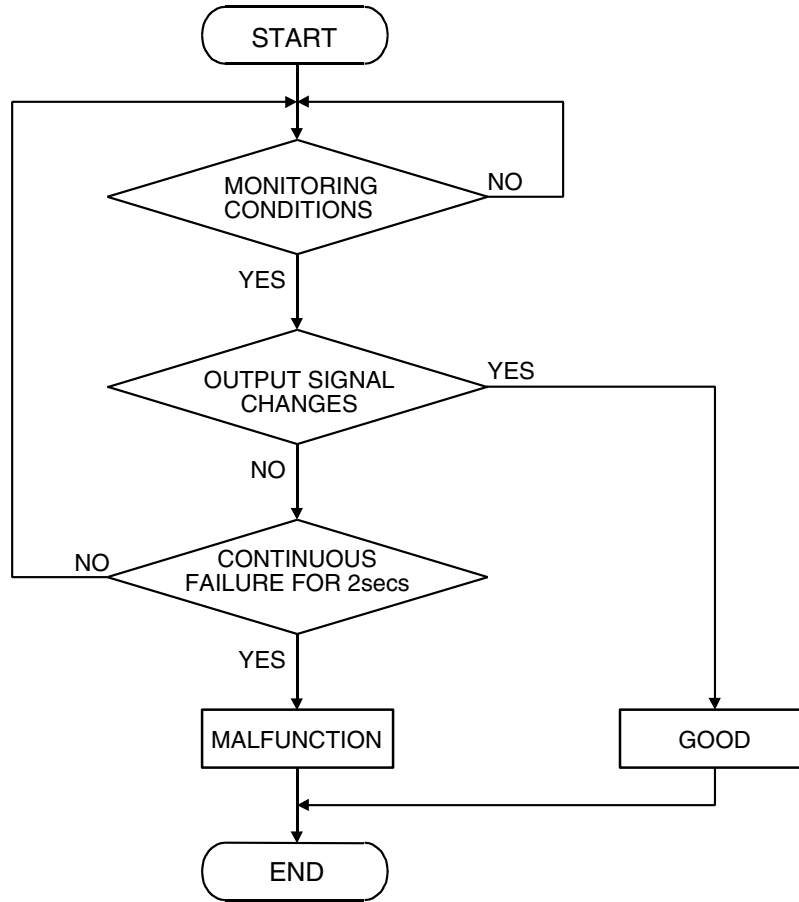 START
MONITORING
CONDITIONS
NO
YES
OUTPUT SIGNAL
CHANGES
YES
NO
CONTINUOUS
FAILURE FOR 2secs
NO
YES
MALFUNCTION
GOOD
END